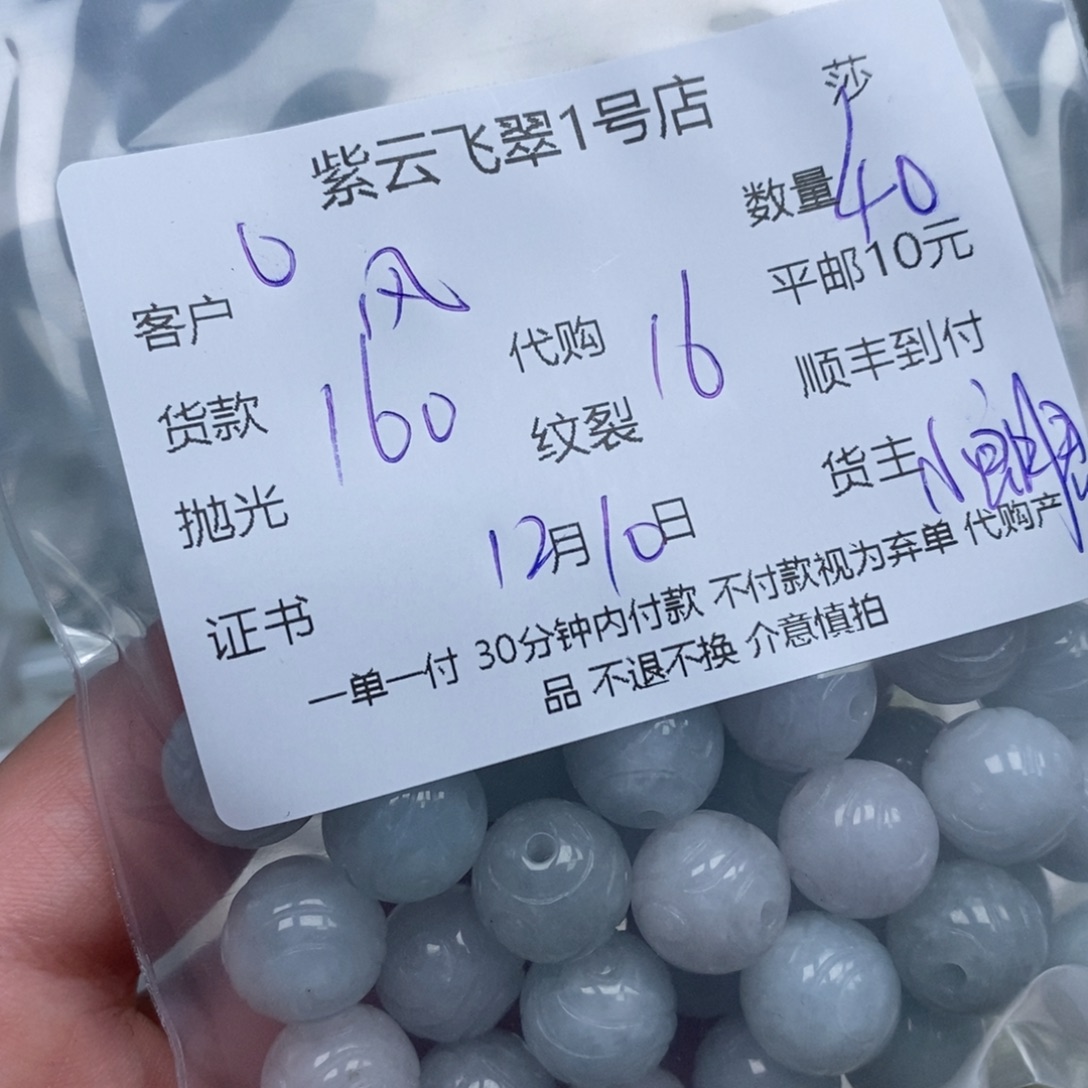 紫云飞翠1号店 莎
客户 0 风 数量 40
货款 160 代购 16 平邮10元
抛光 纹裂 顺丰到付
证书 12月10日 货主
一单一付 30分钟内付款 不付款视为弃单 代购产
品 不退不换 介意慎拍